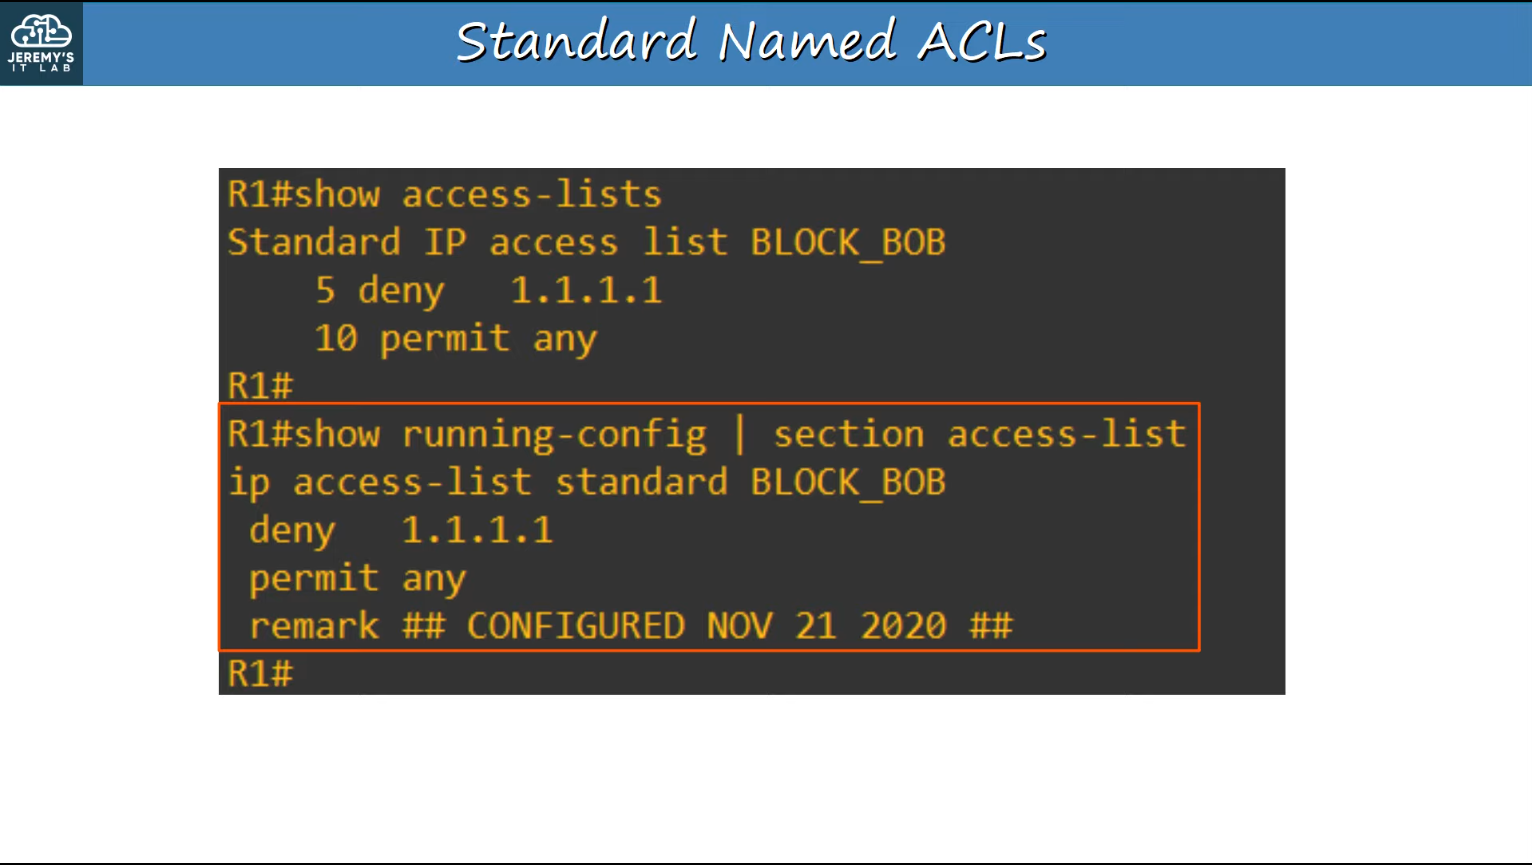 JEREMY'S
IT LAB
Standard Named ACLs
R1#show access-lists
Standard IP access list BLOCK_BOB
    5 deny   1.1.1.1
    10 permit any
R1#
R1#show running-config | section access-list
ip access-list standard BLOCK_BOB
 deny   1.1.1.1
 permit any
 remark ## CONFIGURED NOV 21 2020 ##
R1#